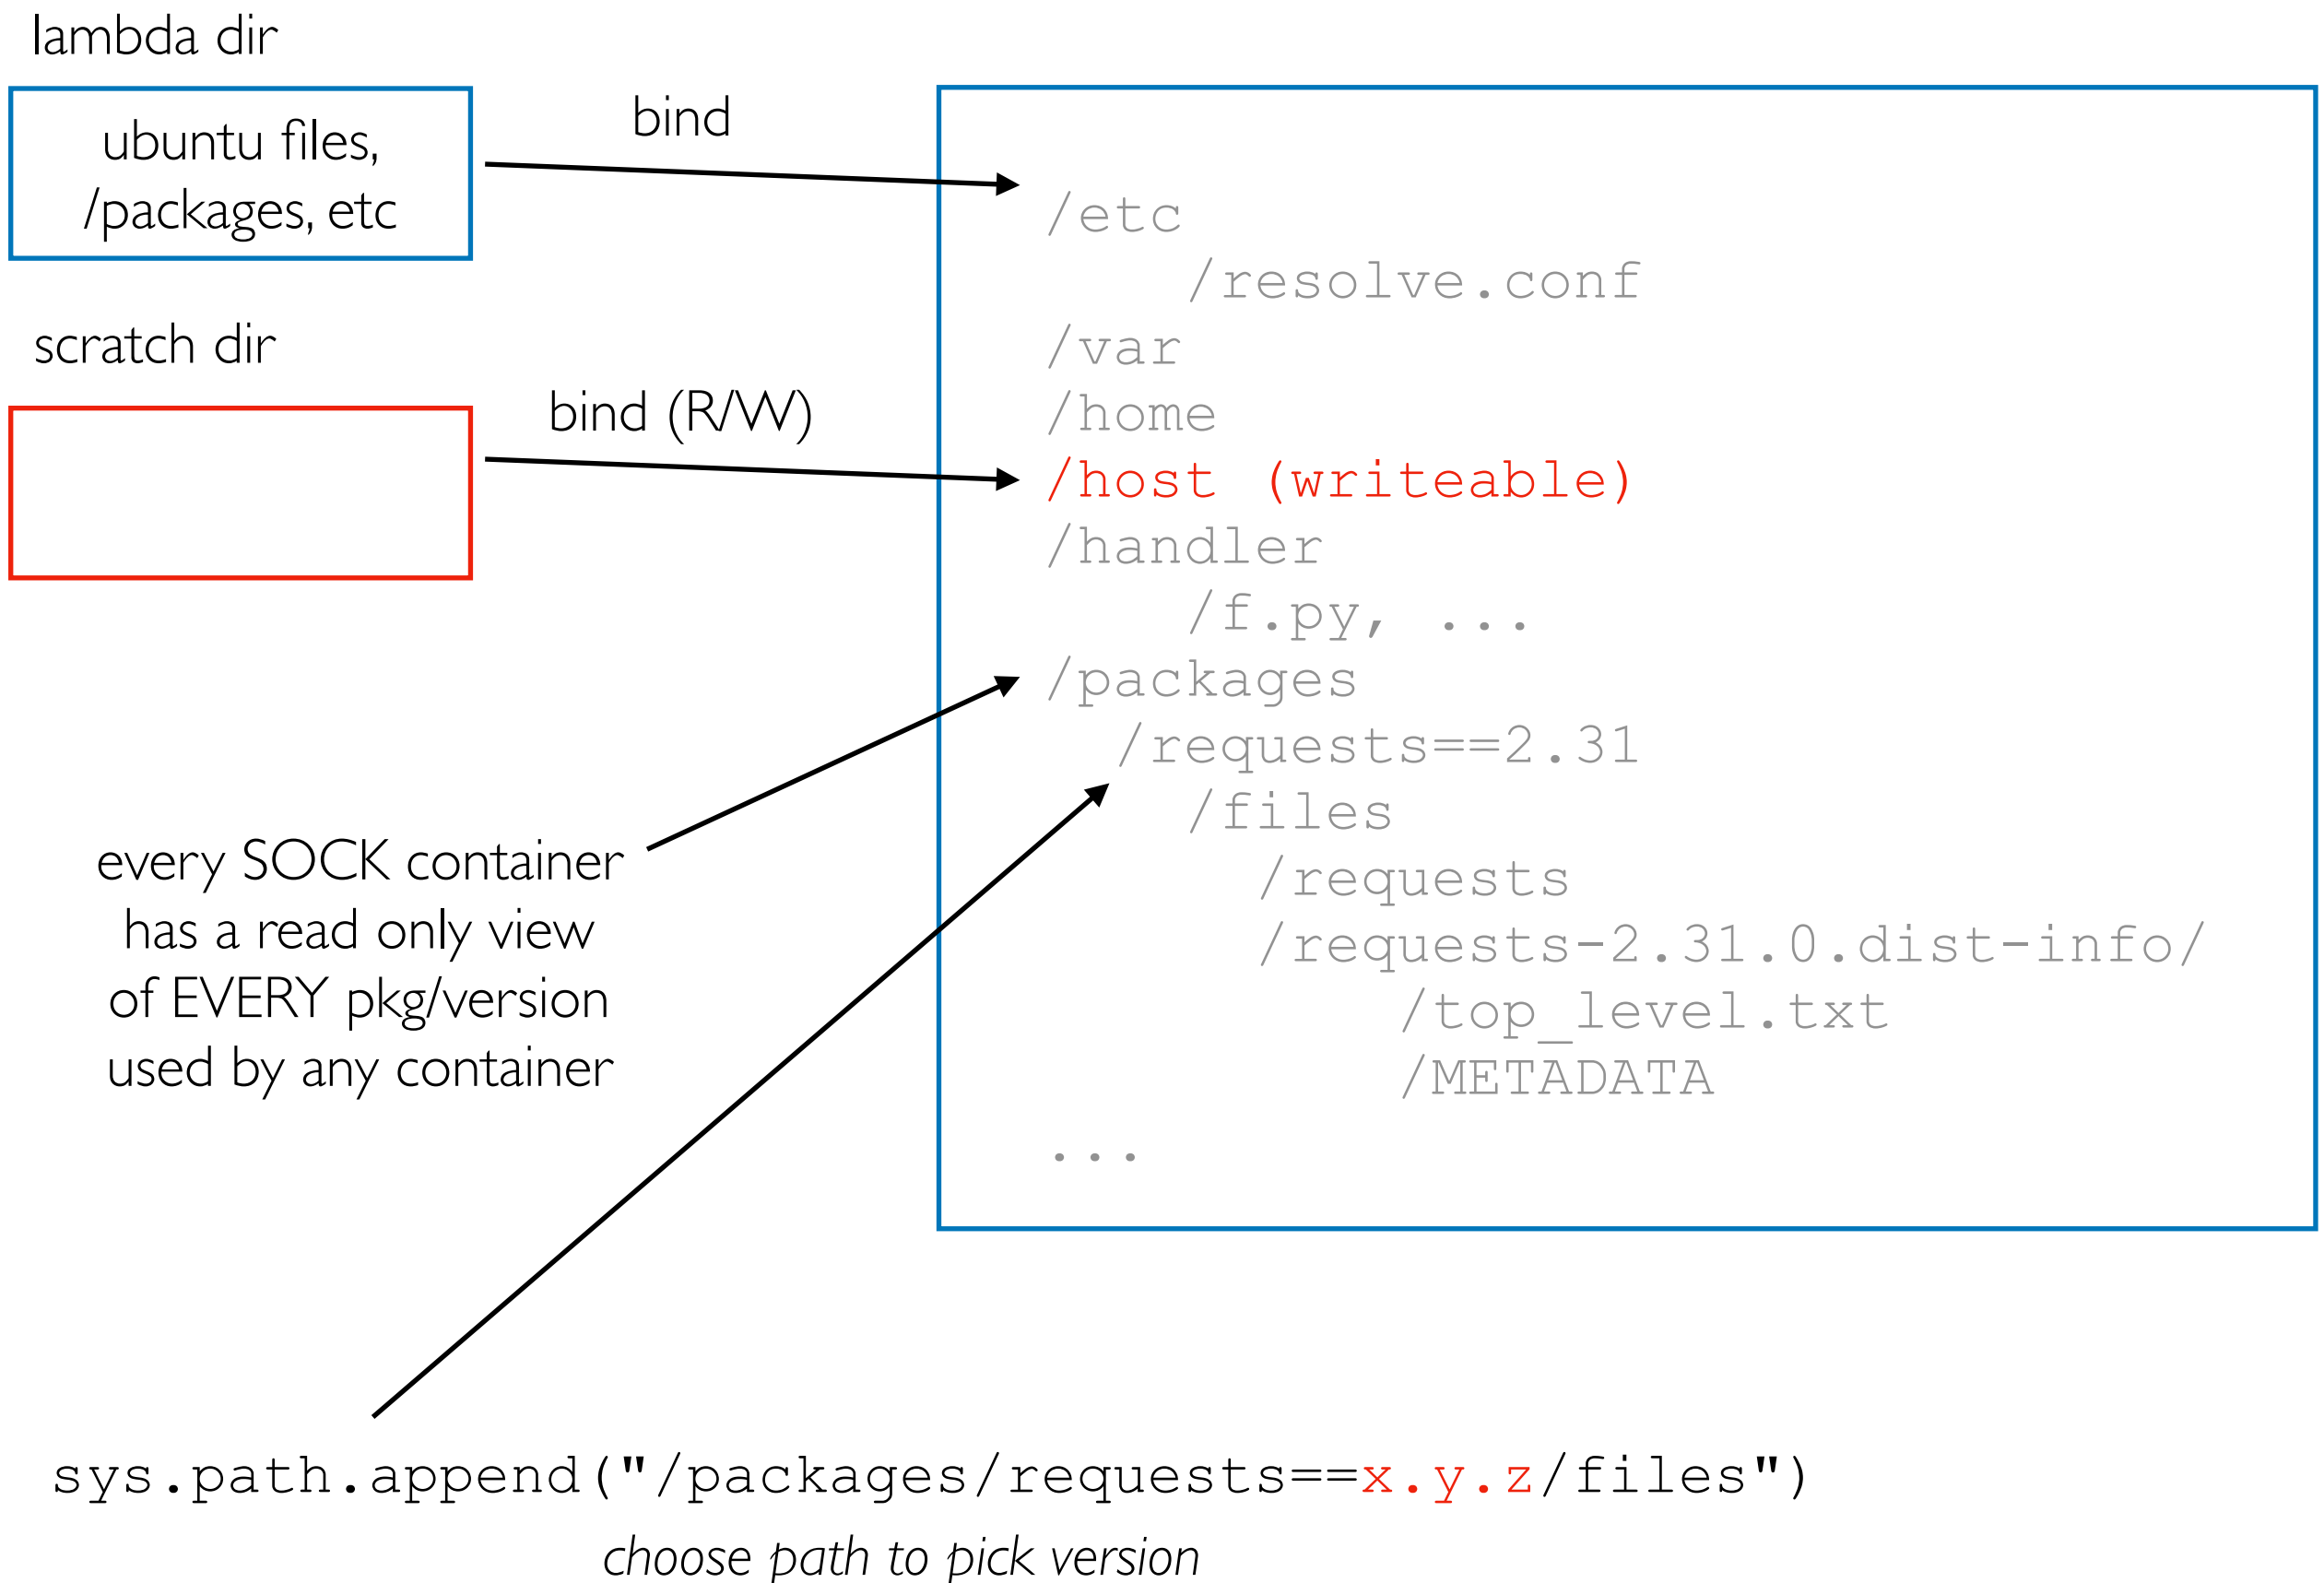 lambda dir
ubuntu files,
/packages, etc
bind
scratch dir
bind (R/W)
/etc
/resolve.conf
/var
/home
/host (writeable)
/handler
/f.py, ...
/packages
/requests==2.31
/files
/requests
/requests-2.31.0.dist-info/
/top_level.txt
/METADATA
...
every SOCK container
has a read only view
of EVERY pkg/version
used by any container
sys.path.append("/packages/requests==x.y.z/files")
choose path to pick version